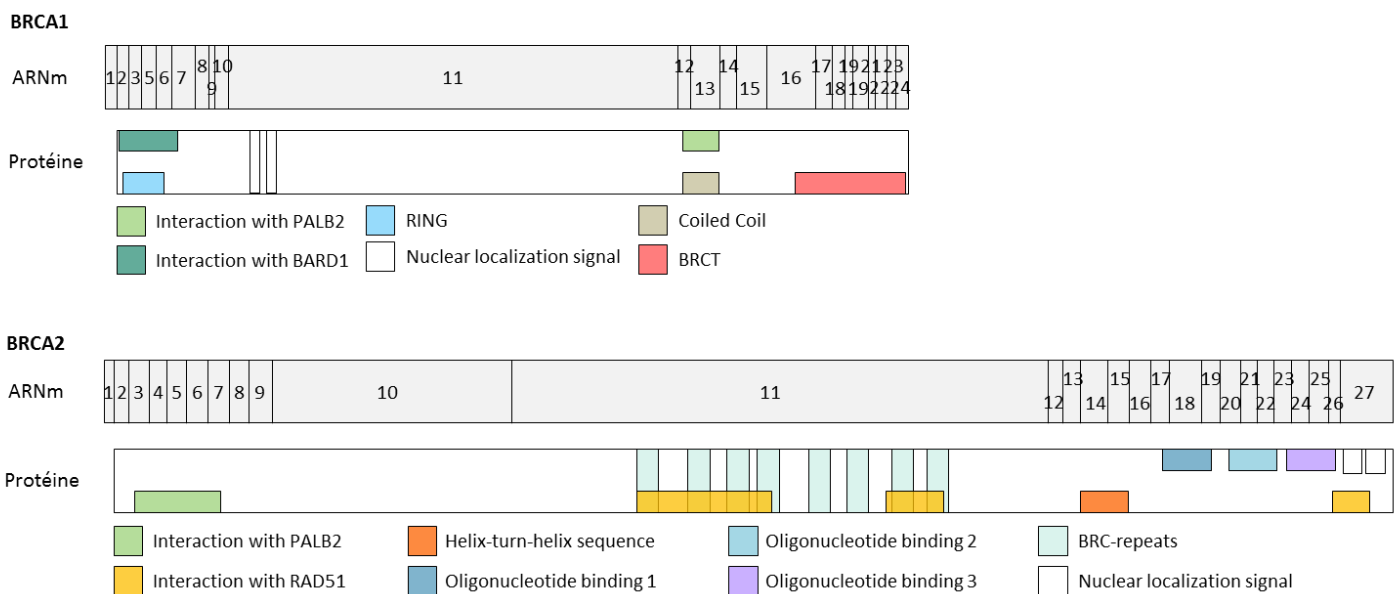 BRCA1
ARNm
1 2 3 5 6 7 8 9 10 11 12 13 14 15 16 17 18 19 19 20 21 22 23 24
Protéine
Interaction with PALB2 RING Coiled Coil
Interaction with BARD1 Nuclear localization signal BRCT
BRCA2
ARNm
1 2 3 4 5 6 7 8 9 10 11 12 13 14 15 16 17 18 19 20 21 22 23 24 25 26 27
Protéine
Interaction with PALB2 Helix-turn-helix sequence Oligonucleotide binding 2 BRC-repeats
Interaction with RAD51 Oligonucleotide binding 1 Oligonucleotide binding 3 Nuclear localization signal